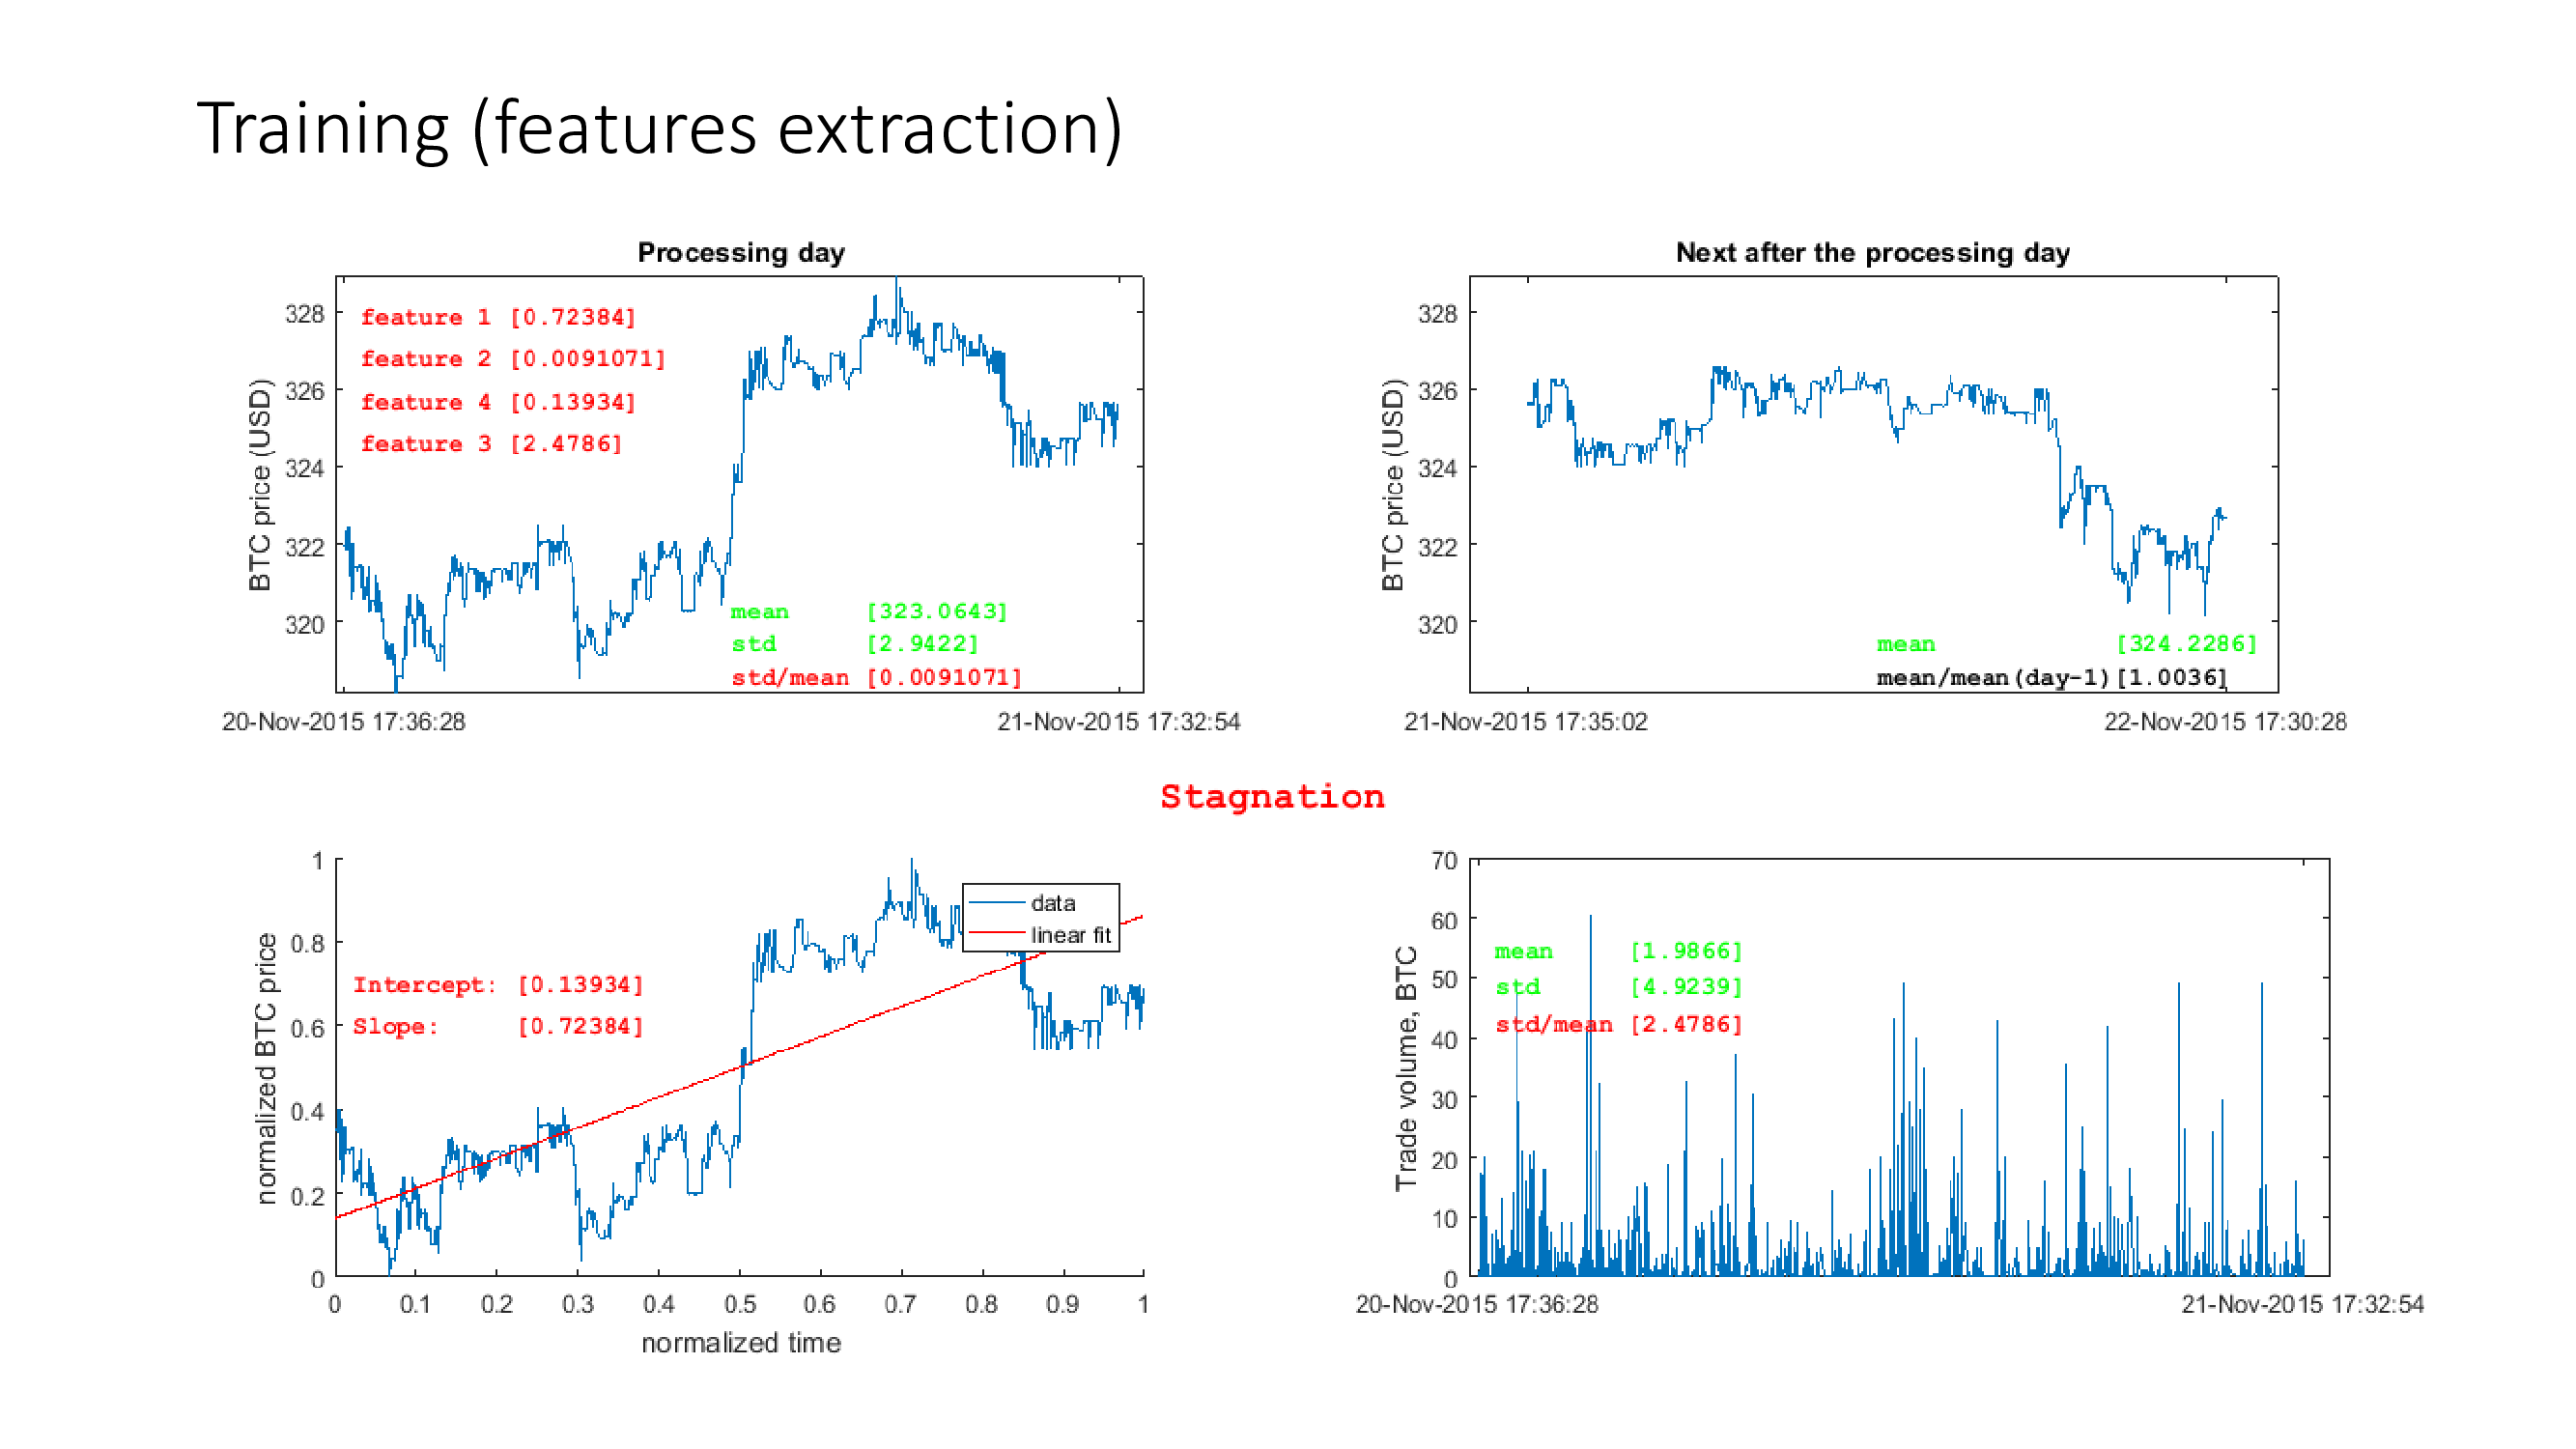 Training (features extraction)
Processing day
328
326
324
322
320
BTC price (USD)
feature 1 [0.72384]
feature 2 [0.0091071]
feature 4 [0.13934]
feature 3 [2.4786]
mean [323.0643]
std [2.9422]
std/mean [0.0091071]
20-Nov-2015 17:36:28
21-Nov-2015 17:32:54
Next after the processing day
328
326
324
322
320
BTC price (USD)
mean [324.2286]
mean/mean(day-1)[1.0036]
21-Nov-2015 17:35:02
22-Nov-2015 17:30:28
Stagnation
1
0.8
0.6
0.4
0.2
0
normalized BTC price
data
linear fit
Intercept: [0.13934]
Slope: [0.72384]
0 0.1 0.2 0.3 0.4 0.5 0.6 0.7 0.8 0.9 1
normalized time
70
60
50
40
30
20
10
0
Trade volume, BTC
mean [1.9866]
std [4.9239]
std/mean [2.4786]
20-Nov-2015 17:36:28
21-Nov-2015 17:32:54